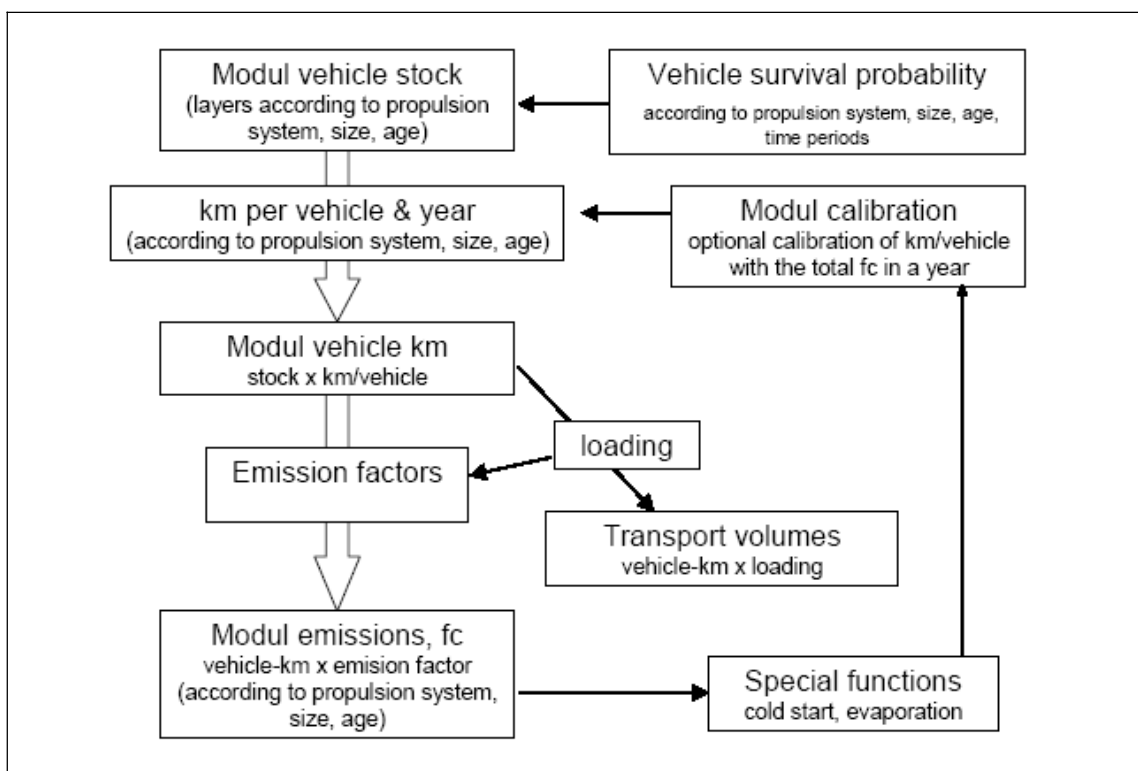 Modul vehicle stock
(layers according to propulsion
system, size, age)
Vehicle survival probability
according to propulsion system, size, age,
time periods
km per vehicle & year
(according to propulsion system, size, age)
Modul calibration
optional calibration of km/vehicle
with the total fc in a year
Modul vehicle km
stock x km/vehicle
loading
Emission factors
Transport volumes
vehicle-km x loading
Modul emissions, fc
vehicle-km x emision factor
(according to propulsion system,
size, age)
Special functions
cold start, evaporation